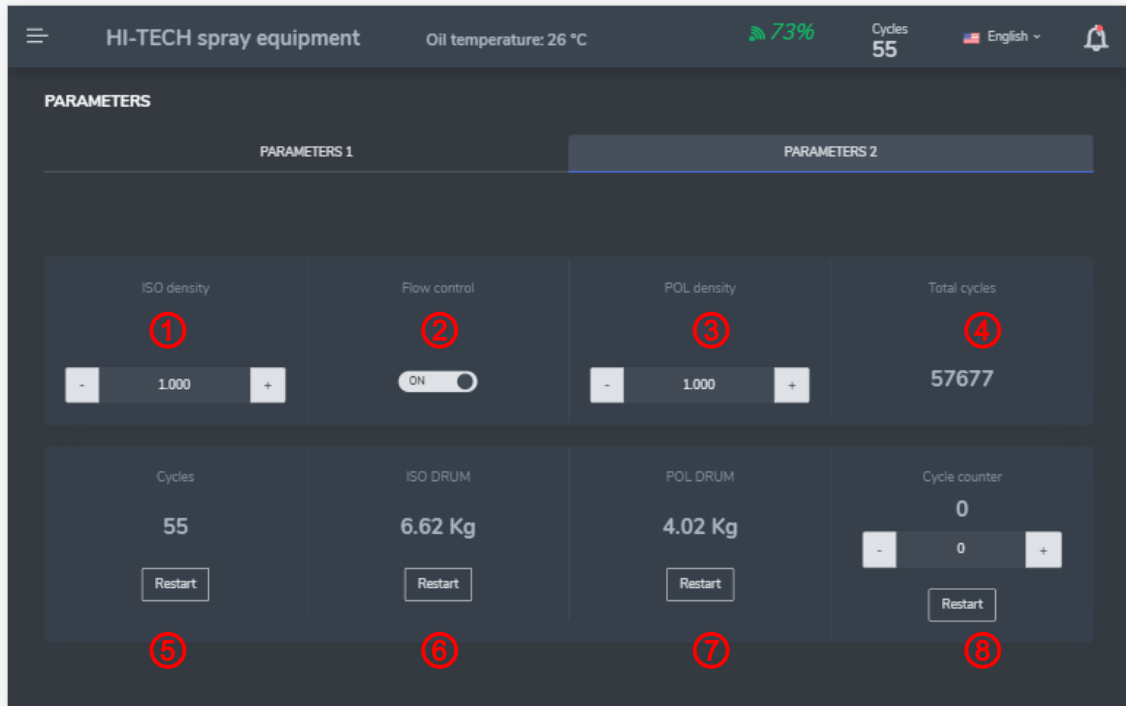 HI-TECH spray equipment
Oil temperature: 26 °C
73%
Cycles
55
English
PARAMETERS
PARAMETERS 1
PARAMETERS 2
ISO density
Flow control
POL density
Total cycles
1
2
3
4
- 1.000 +
ON
- 1.000 +
57677
Cycles
ISO DRUM
POL DRUM
Cycle counter
55
6.62 Kg
4.02 Kg
0
- 0 +
Restart
Restart
Restart
Restart
5
6
7
8